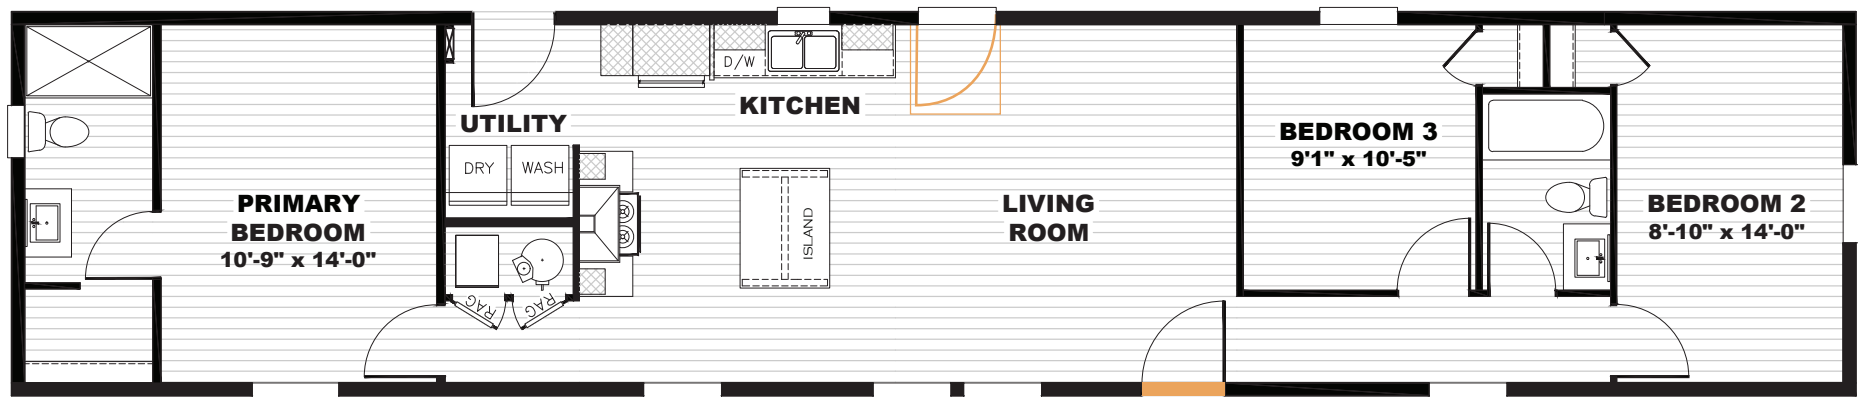 D/W
KITCHEN
UTILITY
DRY
WASH
BEDROOM 3
9'1" x 10'-5"
PRIMARY
BEDROOM
10'-9" x 14'-0"
ISLAND
LIVING
ROOM
BEDROOM 2
8'-10" x 14'-0"
RAG
RAG